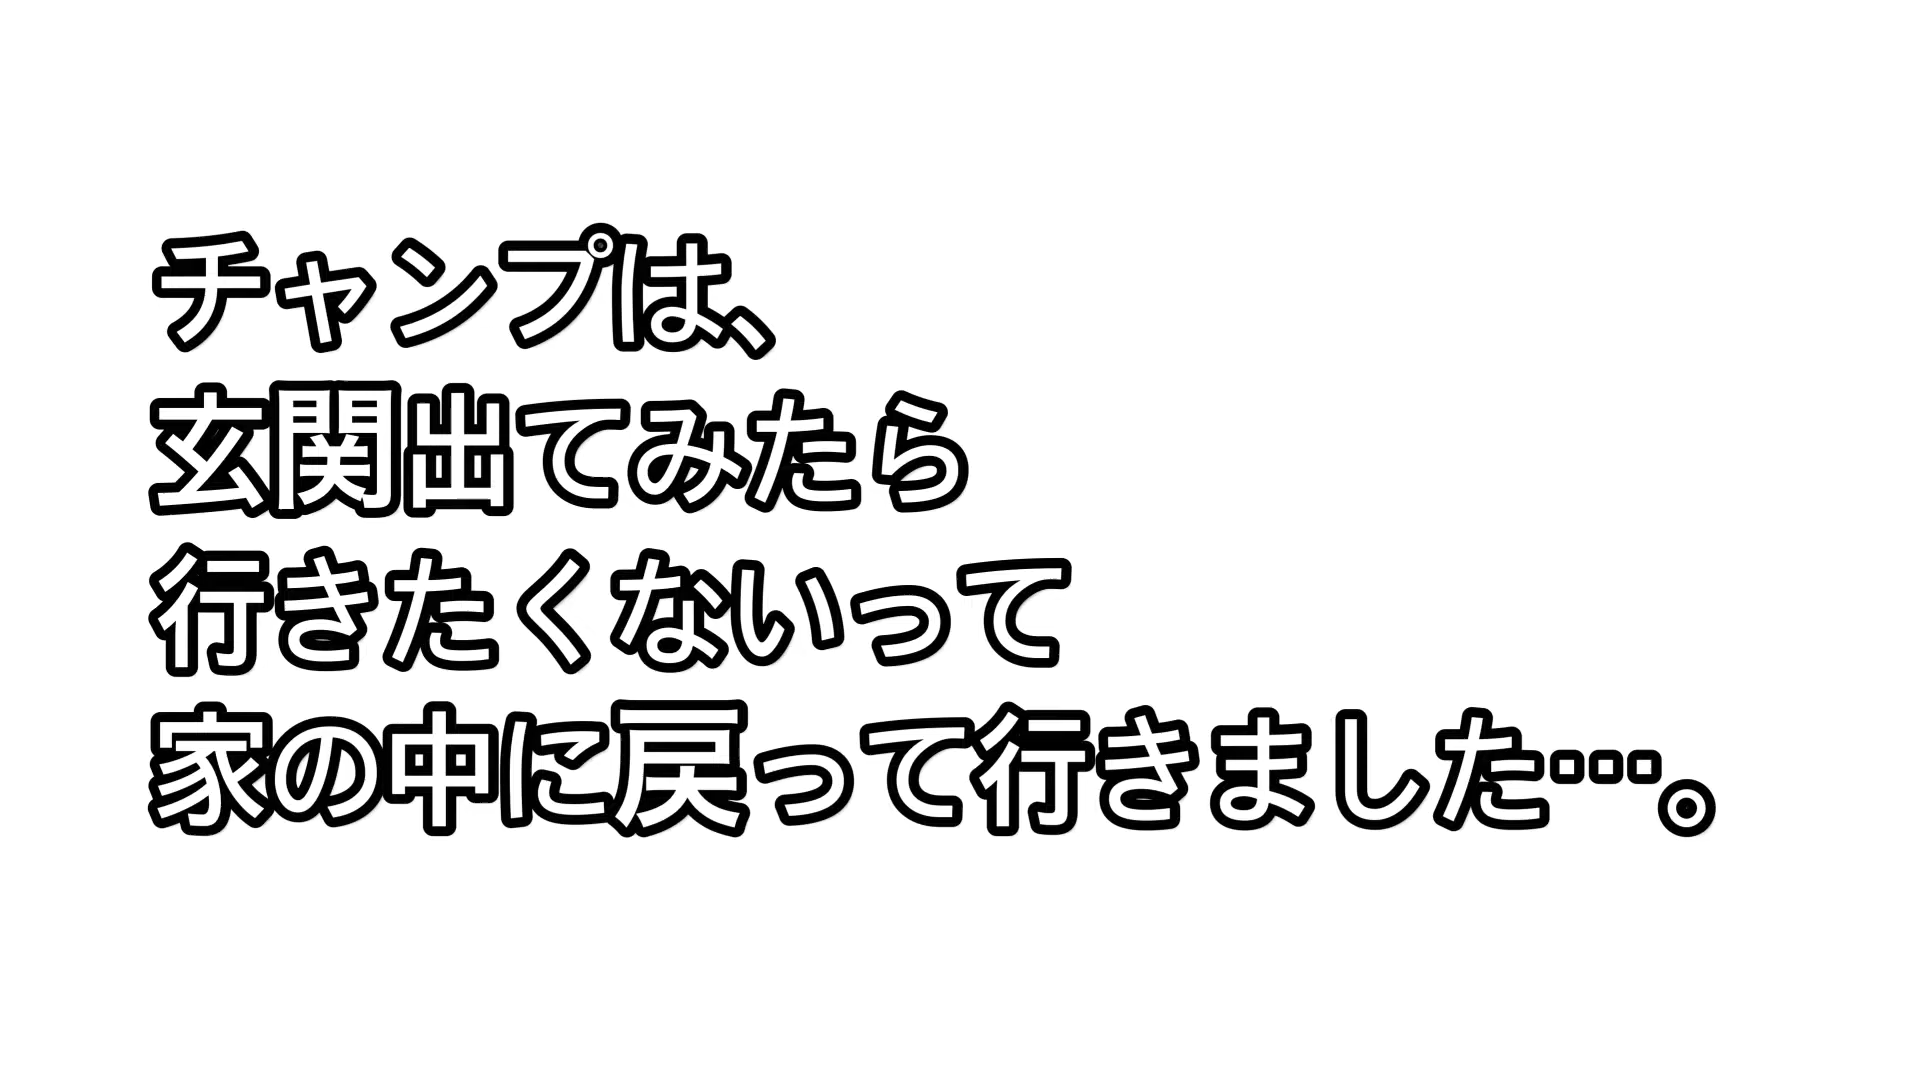 チャンプは、
玄関出てみたら
行きたくないって
家の中に戻って行きました…。